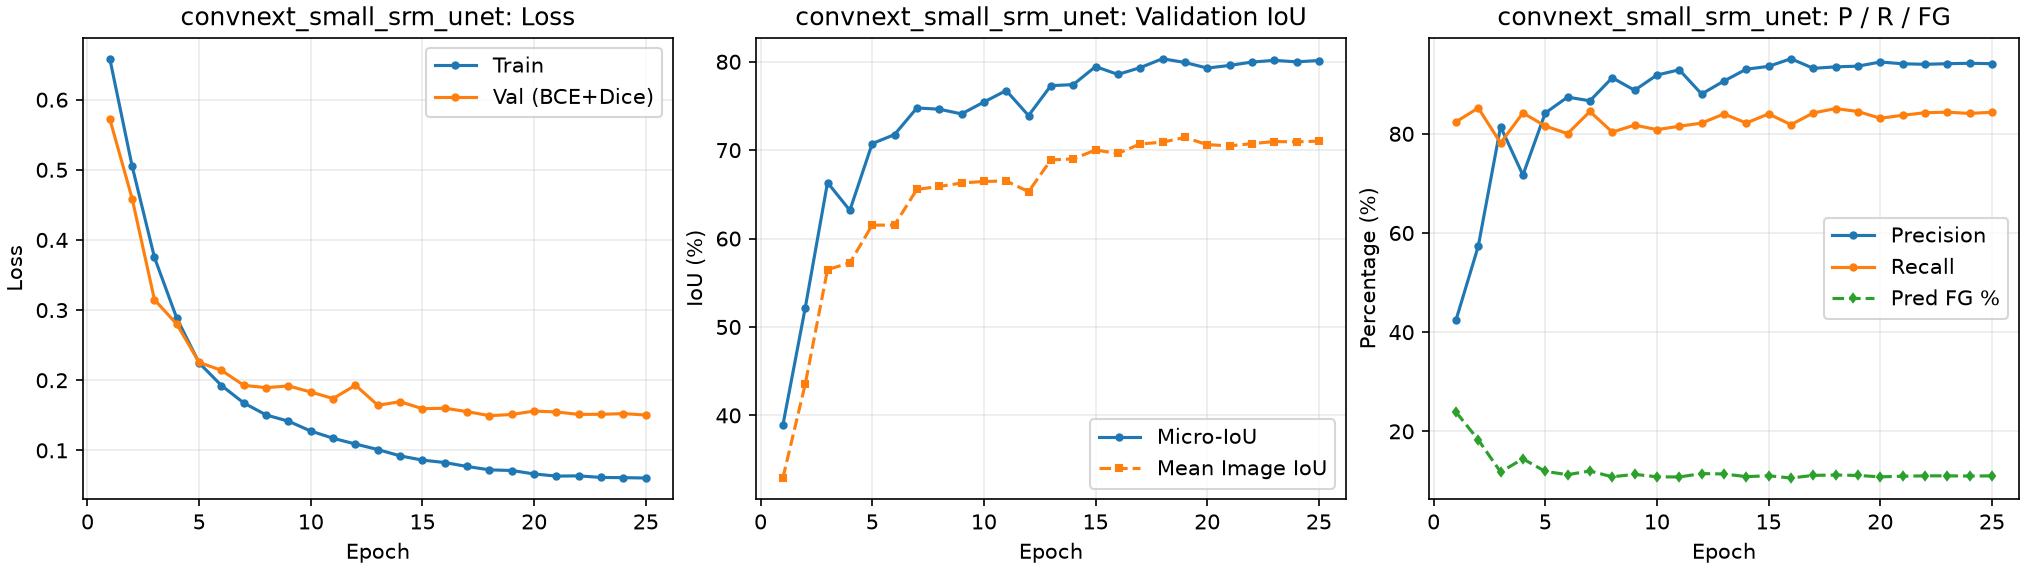 convnext_small_srm_unet: Loss
Train
Val (BCE+Dice)
0.6
0.5
0.4
0.3
0.2
0.1
Loss
0 5 10 15 20 25
Epoch
convnext_small_srm_unet: Validation IoU
80
70
60
50
40
IoU (%)
Micro-IoU
Mean Image IoU
0 5 10 15 20 25
Epoch
convnext_small_srm_unet: P / R / FG
80
60
40
20
Percentage (%)
Precision
Recall
Pred FG %
0 5 10 15 20 25
Epoch